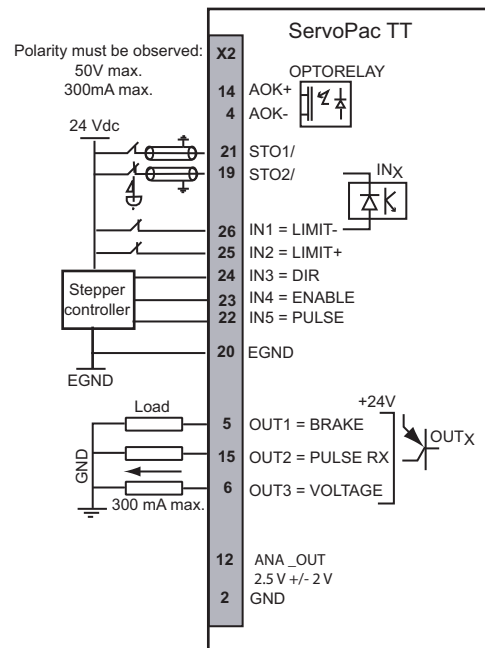 ServoPac TT
Polarity must be observed:
50V max.
300mA max.
X2
OPTORELAY
14 AOK+
4 AOK-
24 Vdc
21 STO1/
19 STO2/
INX
26 IN1 = LIMIT-
25 IN2 = LIMIT+
24 IN3 = DIR
23 IN4 = ENABLE
22 IN5 = PULSE
Stepper
controller
20 EGND
EGND
+24V
Load
5 OUT1 = BRAKE
OUTX
15 OUT2 = PULSE RX
GND
6 OUT3 = VOLTAGE
300 mA max.
12 ANA _OUT
2.5 V +/- 2 V
2 GND